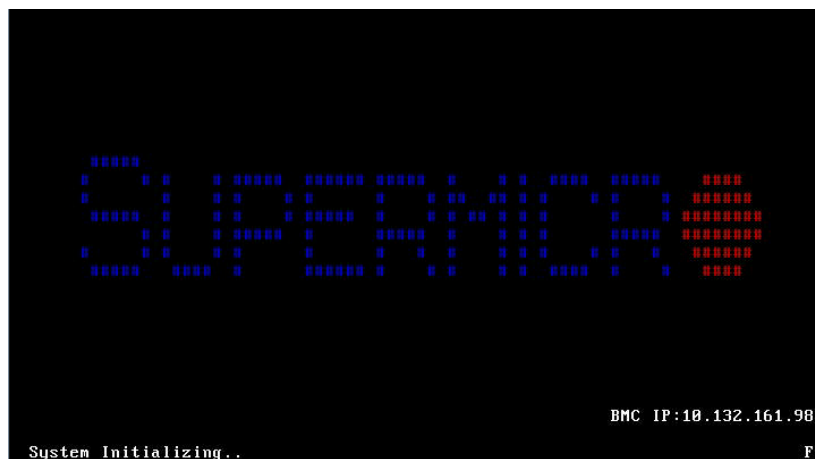 SUPERMICRO
BMC IP:10.132.161.98
System Initializing..
F